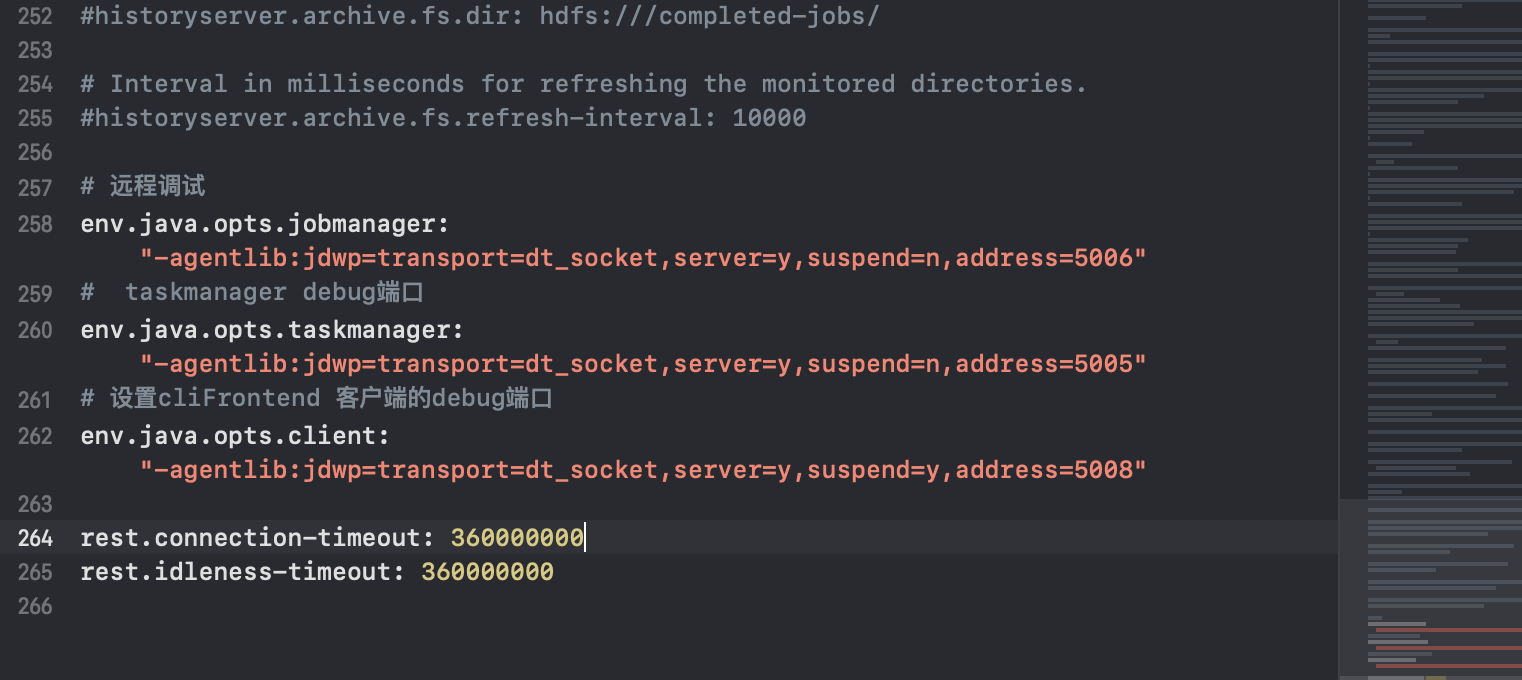 252 #historyserver.archive.fs.dir: hdfs:///completed-jobs/
253
254 # Interval in milliseconds for refreshing the monitored directories.
255 #historyserver.archive.fs.refresh-interval: 10000
256
257 # 远程调试
258 env.java.opts.jobmanager:
"-agentlib:jdwp=transport=dt_socket,server=y,suspend=n,address=5006"
259 #  taskmanager debug端口
260 env.java.opts.taskmanager:
"-agentlib:jdwp=transport=dt_socket,server=y,suspend=n,address=5005"
261 # 设置cliFrontend 客户端的debug端口
262 env.java.opts.client:
"-agentlib:jdwp=transport=dt_socket,server=y,suspend=y,address=5008"
263
264 rest.connection-timeout: 360000000
265 rest.idleness-timeout: 360000000
266